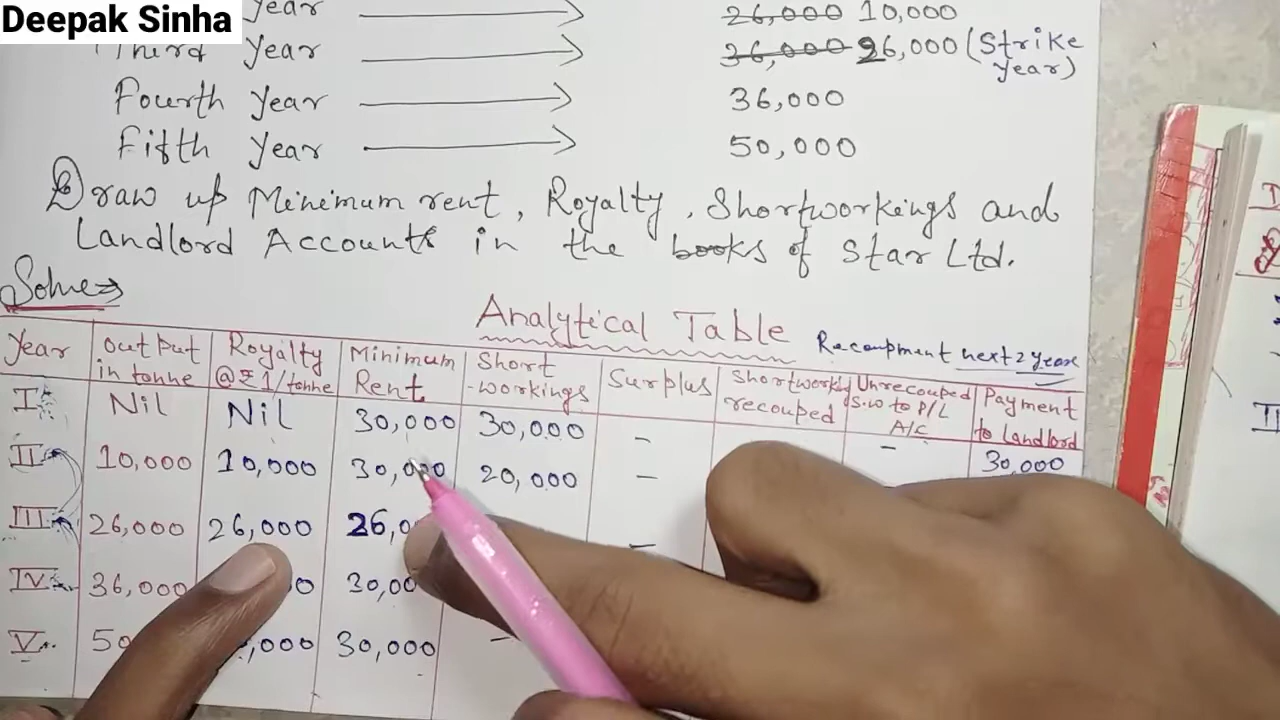 Deepak Sinha
Year 26,000 10,000
Third Year 36,000 26,000 (Strike Year)
Fourth Year 36,000
Fifth Year 50,000
Draw up Minimum rent, Royalty, Shortworkings and
Landlord Accounts in the books of Star Ltd.
Solve
Analytical Table Recoupment next 2 years
Year Output in tonne Royalty @₹1/tonne Minimum Rent Short-workings Surplus Shortworking recouped Unrecouped S.W to P/L A/C Payment to Landlord
I Nil Nil 30,000 30,000 - - 30,000
II 10,000 10,000 30,000 20,000 -
III 26,000 26,000 26,0 -
IV 36,000 30,00
V 50 ,000 30,000 -